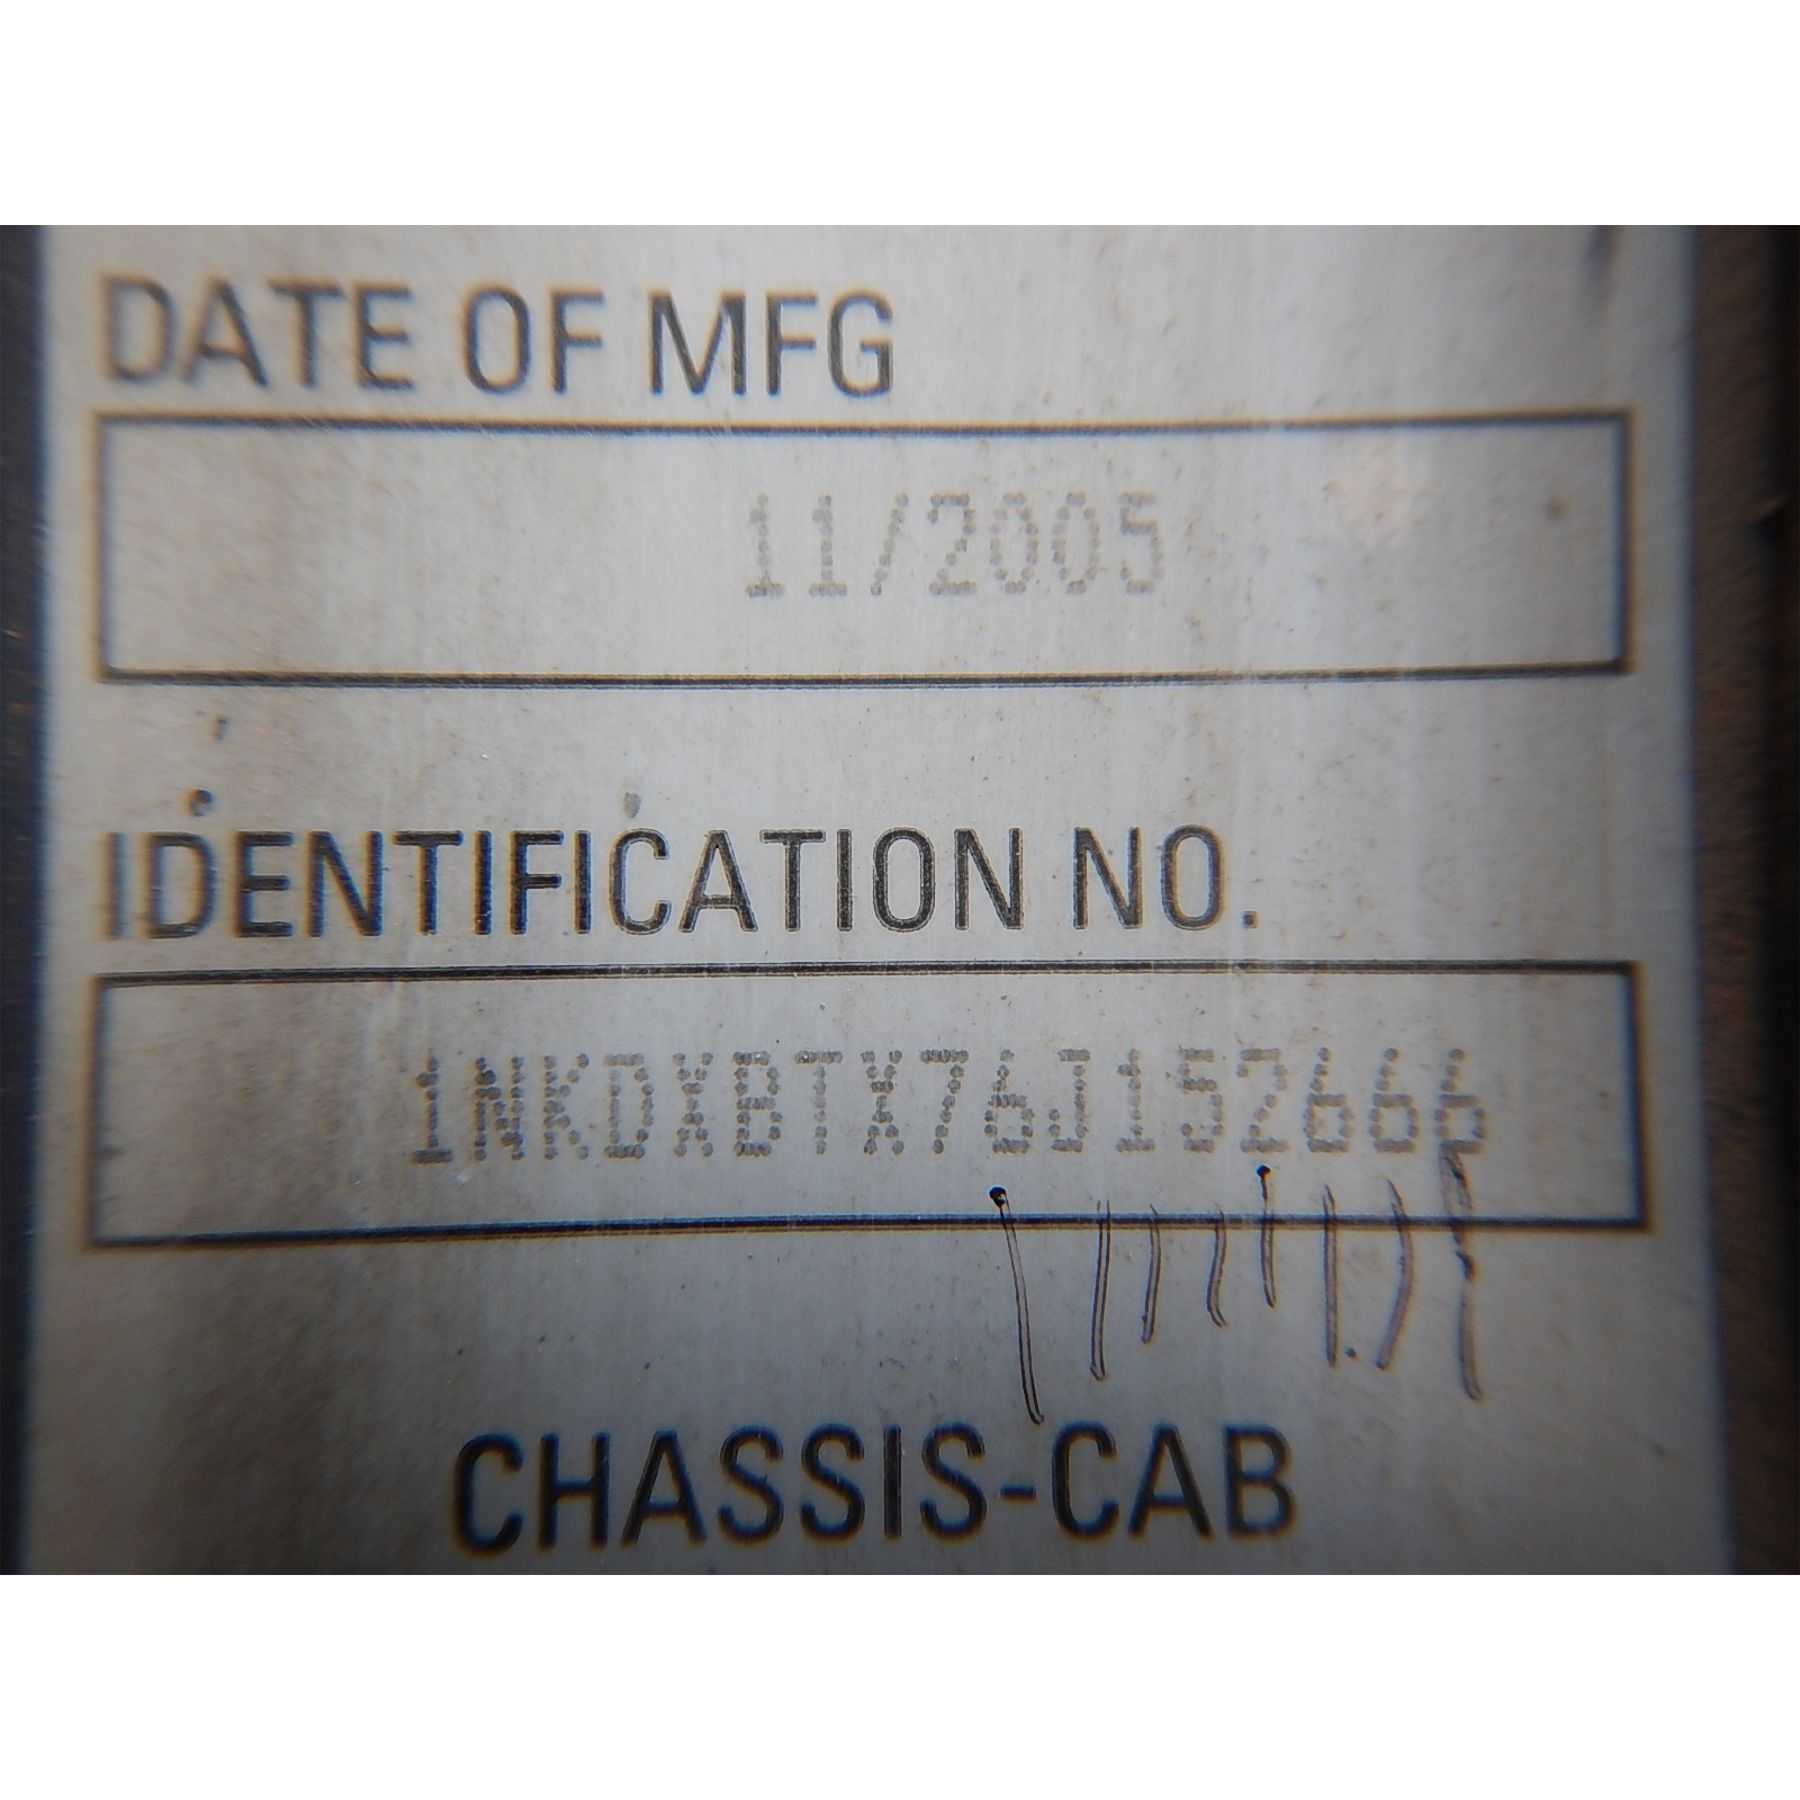 DATE OF MFG
11/2005
IDENTIFICATION NO.
1NKDXBTX76J152666
CHASSIS-CAB